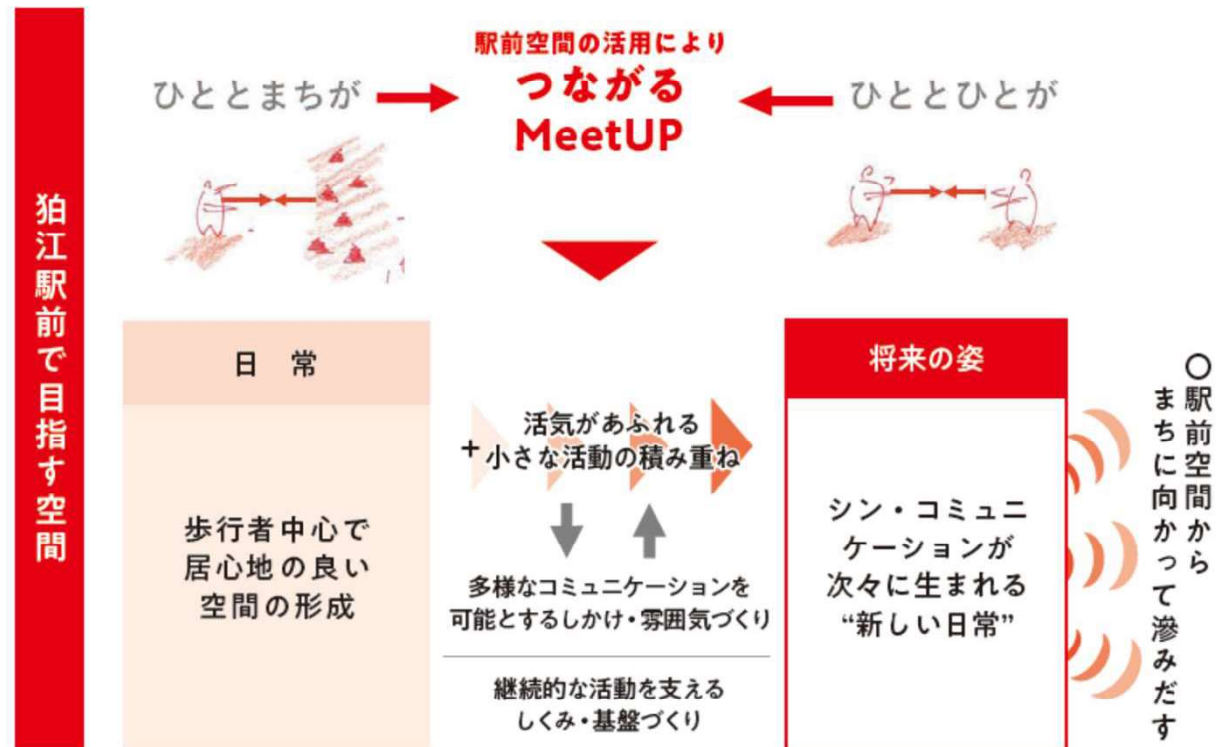 狛江駅前で目指す空間
駅前空間の活用により
つながる
MeetUP
ひととまちが
ひととひとが
日 常
歩行者中心で
居心地の良い
空間の形成
+
活気があふれる
小さな活動の積み重ね
多様なコミュニケーションを
可能とするしかけ・雰囲気づくり
継続的な活動を支える
しくみ・基盤づくり
将来の姿
シン・コミュニ
ケーションが
次々に生まれる
“新しい日常”
○駅前空間から
まちに向かって滲みだす